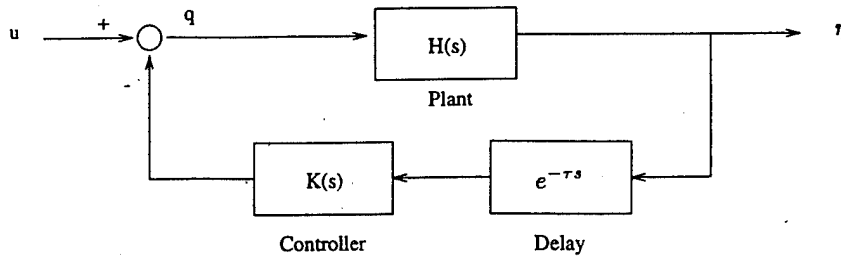 u
+
q
H(s)
Plant
-
K(s)
Controller
e^{-τs}
Delay